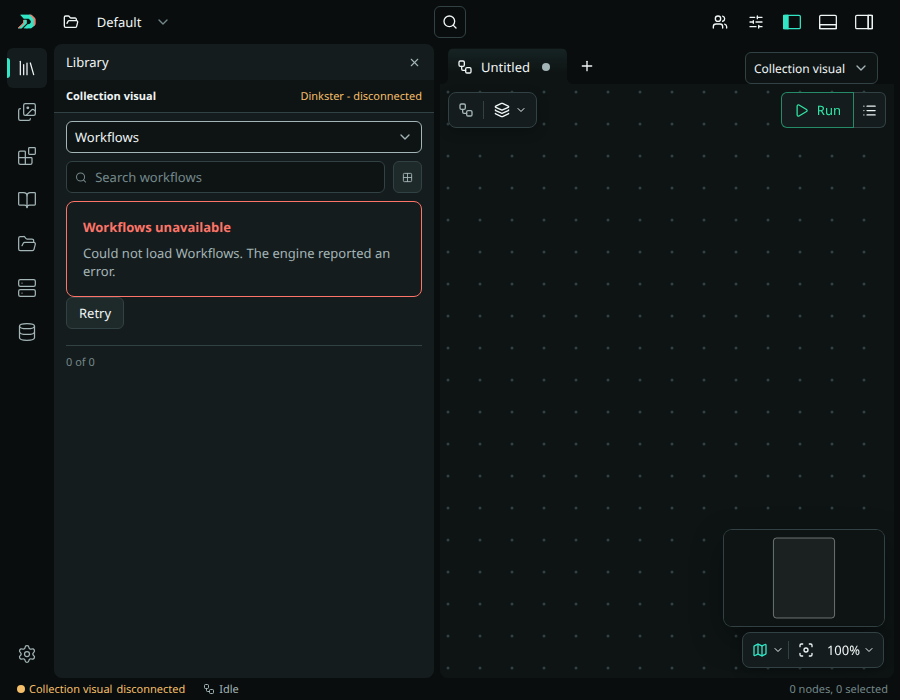 Default
Library
Collection visual
Dinkster - disconnected
Workflows
Search workflows
Workflows unavailable
Could not load Workflows. The engine reported an
error.
Retry
0 of 0
Untitled
Collection visual
Run
100%
Collection visual disconnected
Idle
0 nodes, 0 selected